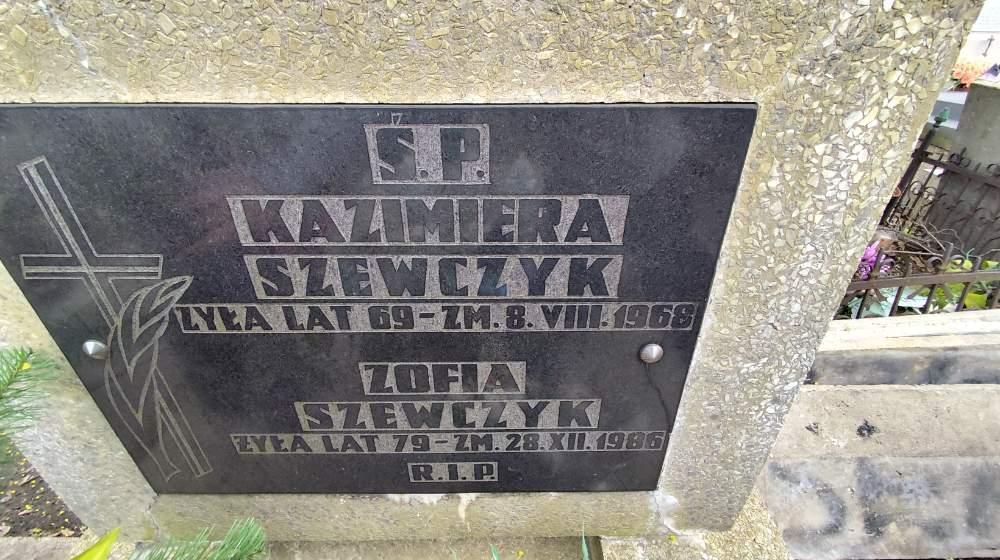 Ś.P.
KAZIMIERA
SZEWCZYK
ŻYŁA LAT 69-ZM. 8. VIII. 1968
ZOFIA
SZEWCZYK
ŻYŁA LAT 79-ZM. 28. XII. 1986
R.I.P.